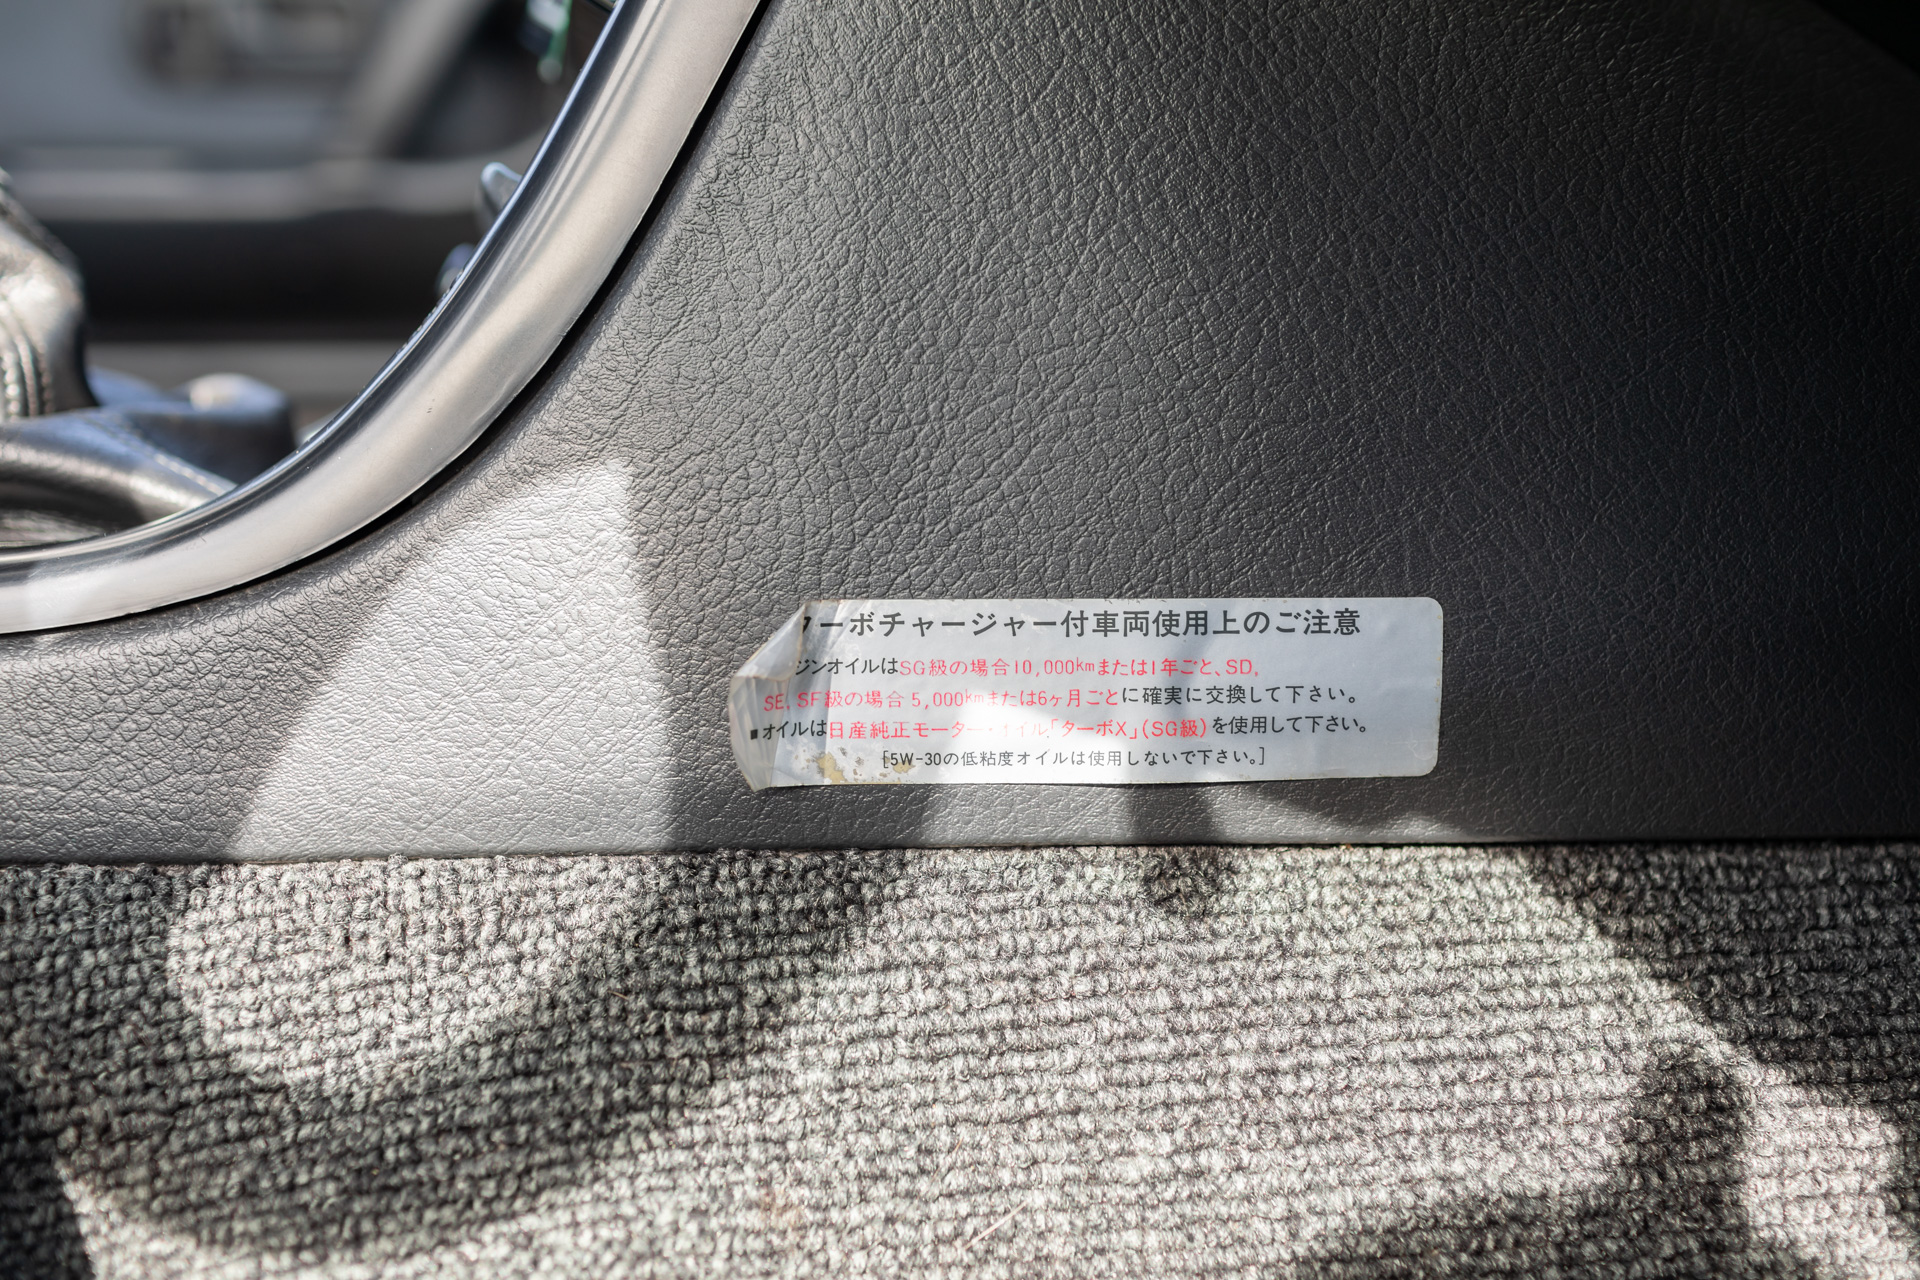 ターボチャージャー付車両使用上のご注意
ジンオイルはSG級の場合10,000kmまたは1年ごと、SD,
SE, SF級の場合 5,000kmまたは6ヶ月ごとに確実に交換して下さい。
■オイルは日産純正モーター・オイル「ターボX」(SG級)を使用して下さい。
[5W-30の低粘度オイルは使用しないで下さい。]